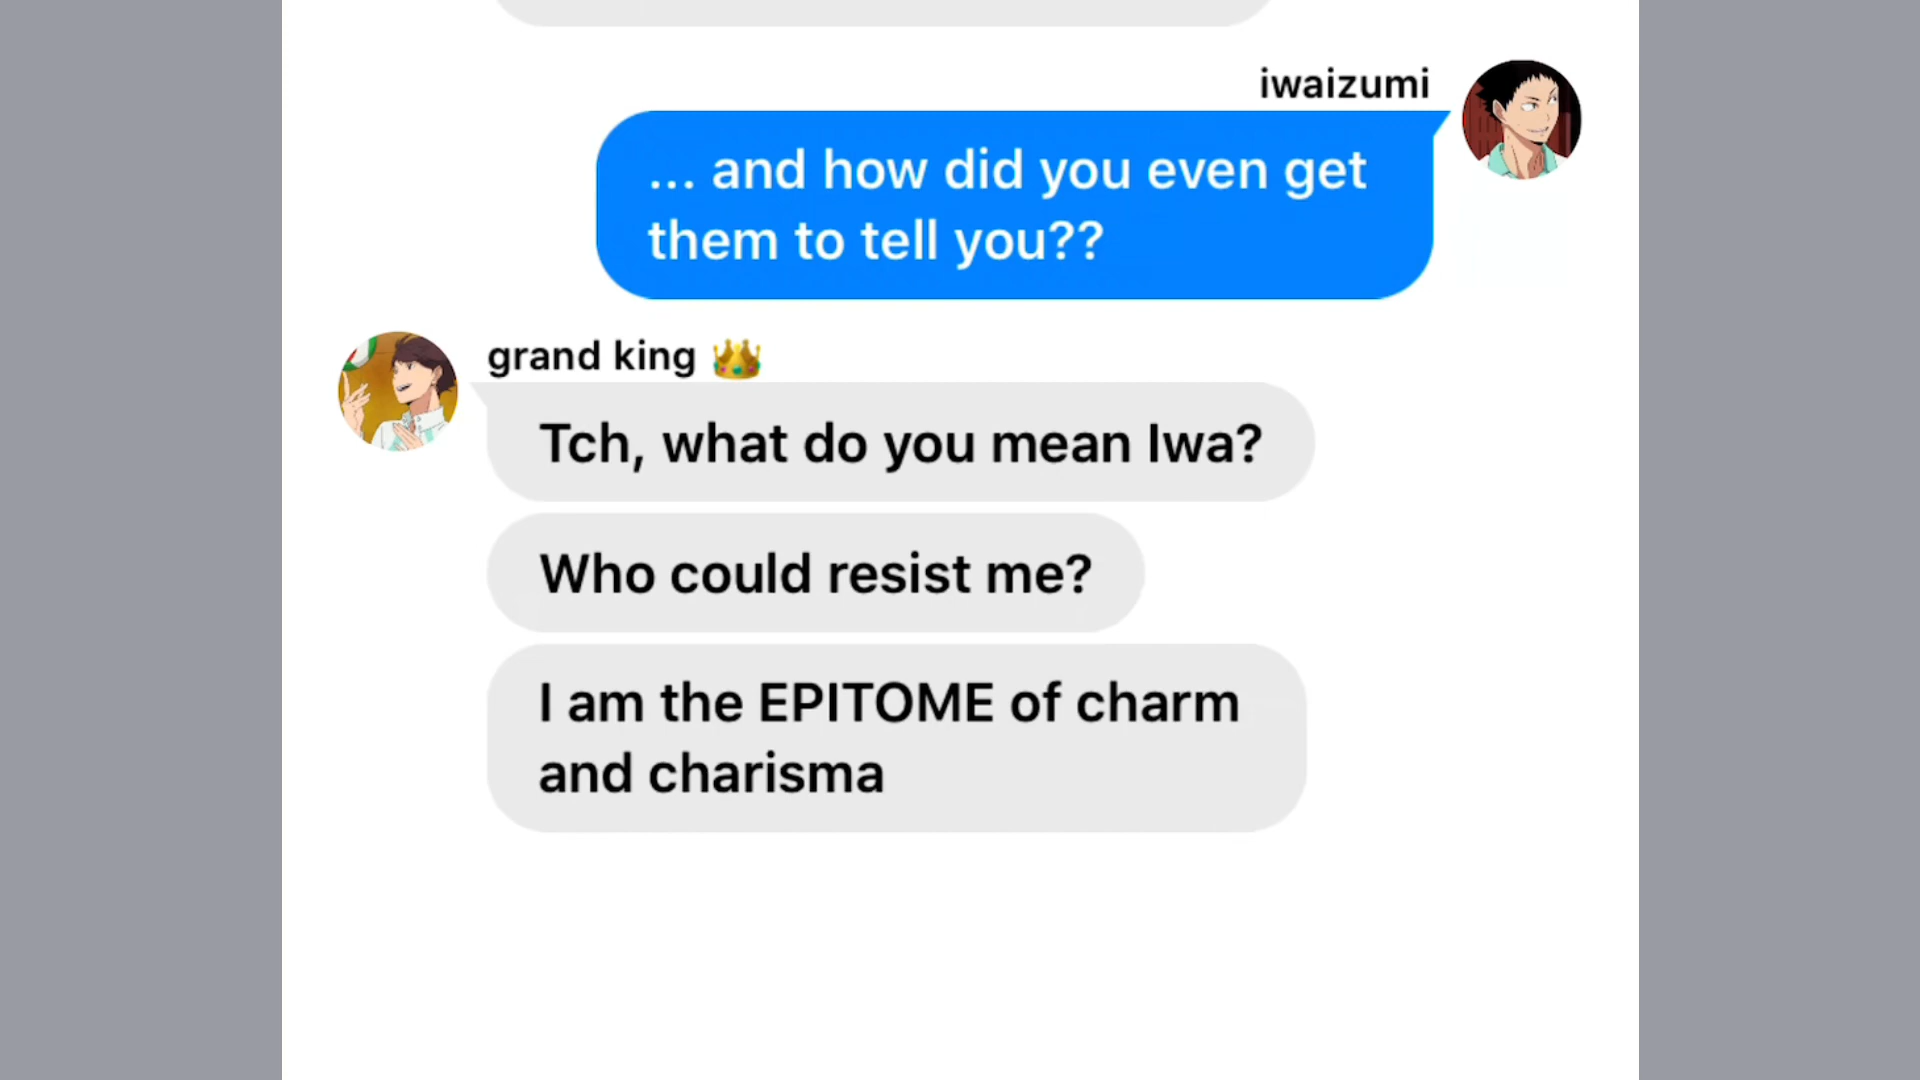 iwaizumi
... and how did you even get
them to tell you??
grand king 👑
Tch, what do you mean Iwa?
Who could resist me?
I am the EPITOME of charm
and charisma